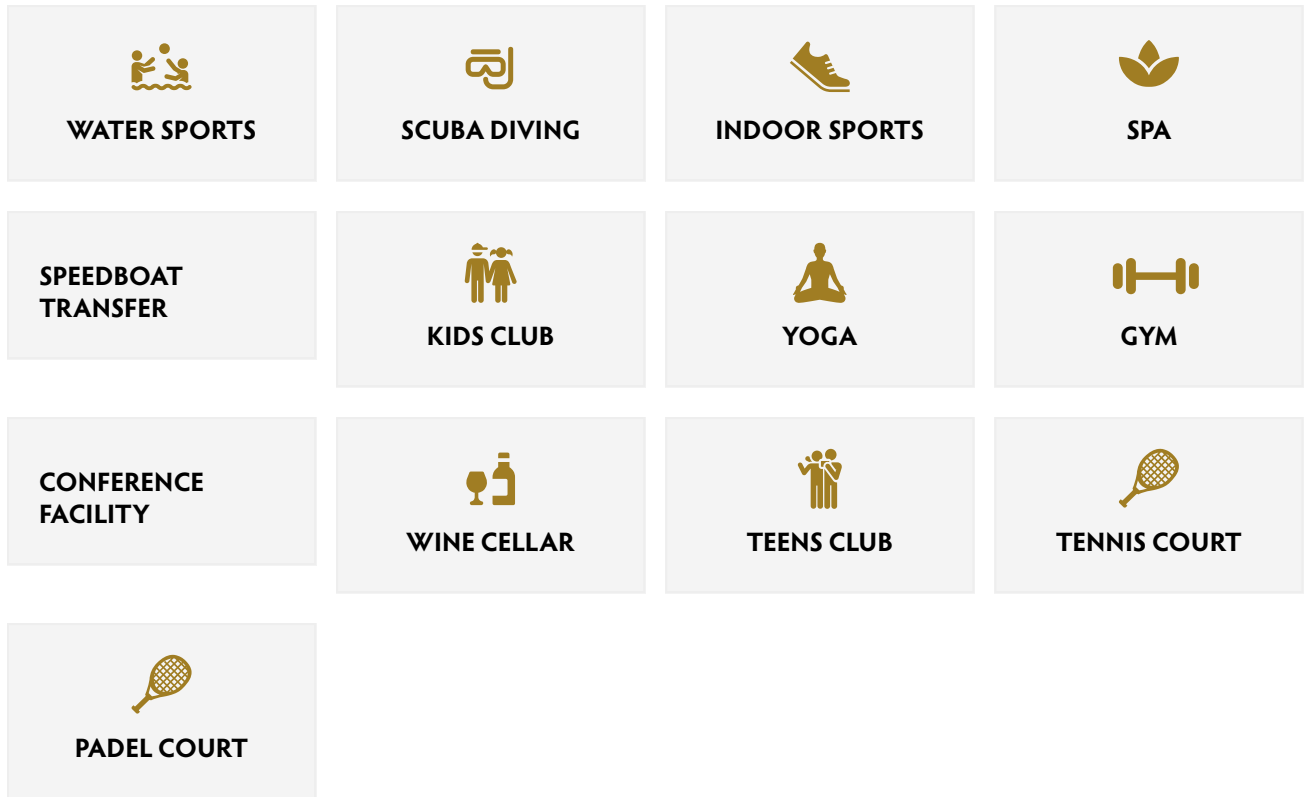 WATER SPORTS
SCUBA DIVING
INDOOR SPORTS
SPA
SPEEDBOAT
TRANSFER
KIDS CLUB
YOGA
GYM
CONFERENCE
FACILITY
WINE CELLAR
TEENS CLUB
TENNIS COURT
PADEL COURT